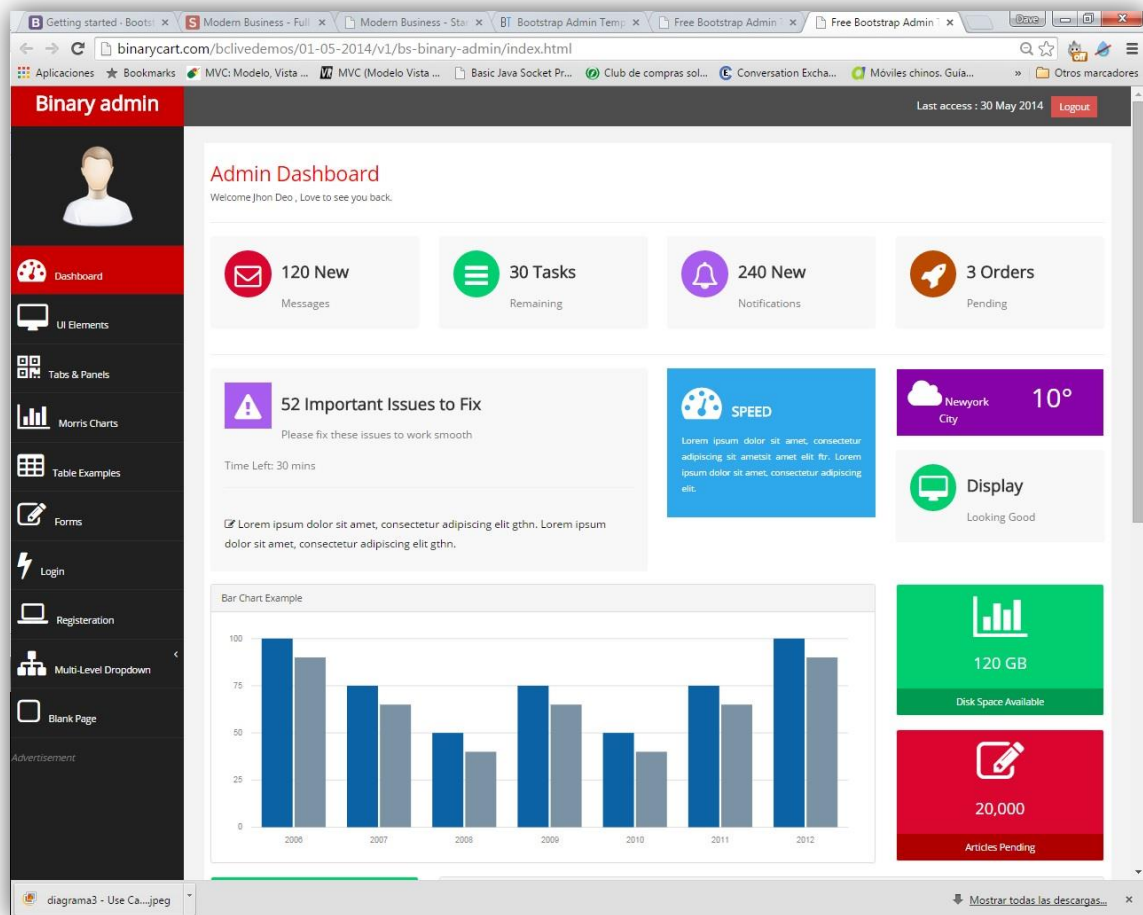 Getting started · Boots
Modern Business - Full
Modern Business - Star
Bootstrap Admin Temp
Free Bootstrap Admin T
Free Bootstrap Admin T
Dave
binarycart.com/bclivedemos/01-05-2014/v1/bs-binary-admin/index.html
off
Aplicaciones
Bookmarks
MVC: Modelo, Vista ...
MVC (Modelo Vista ...
Basic Java Socket Pr...
Club de compras sol...
Conversation Excha...
Móviles chinos. Guía...
»
Otros marcadores
Binary admin
Last access : 30 May 2014
Logout
Dashboard
UI Elements
Tabs & Panels
Morris Charts
Table Examples
Forms
Login
Registeration
Multi-Level Dropdown
Blank Page
Advertisement
Admin Dashboard
Welcome Jhon Deo , Love to see you back.
120 New
Messages
30 Tasks
Remaining
240 New
Notifications
3 Orders
Pending
52 Important Issues to Fix
Please fix these issues to work smooth
Time Left: 30 mins
Lorem ipsum dolor sit amet, consectetur adipiscing elit gthn. Lorem ipsum
dolor sit amet, consectetur adipiscing elit gthn.
SPEED
Lorem ipsum dolor sit amet, consectetur
adipiscing sit ametsit amet elit ftr. Lorem
ipsum dolor sit amet, consectetur adipiscing
elit.
Newyork
City
10°
Display
Looking Good
Bar Chart Example
100
75
50
25
0
2006 2007 2008 2009 2010 2011 2012
120 GB
Disk Space Available
20,000
Articles Pending
diagrama3 - Use Ca....jpeg
Mostrar todas las descargas...